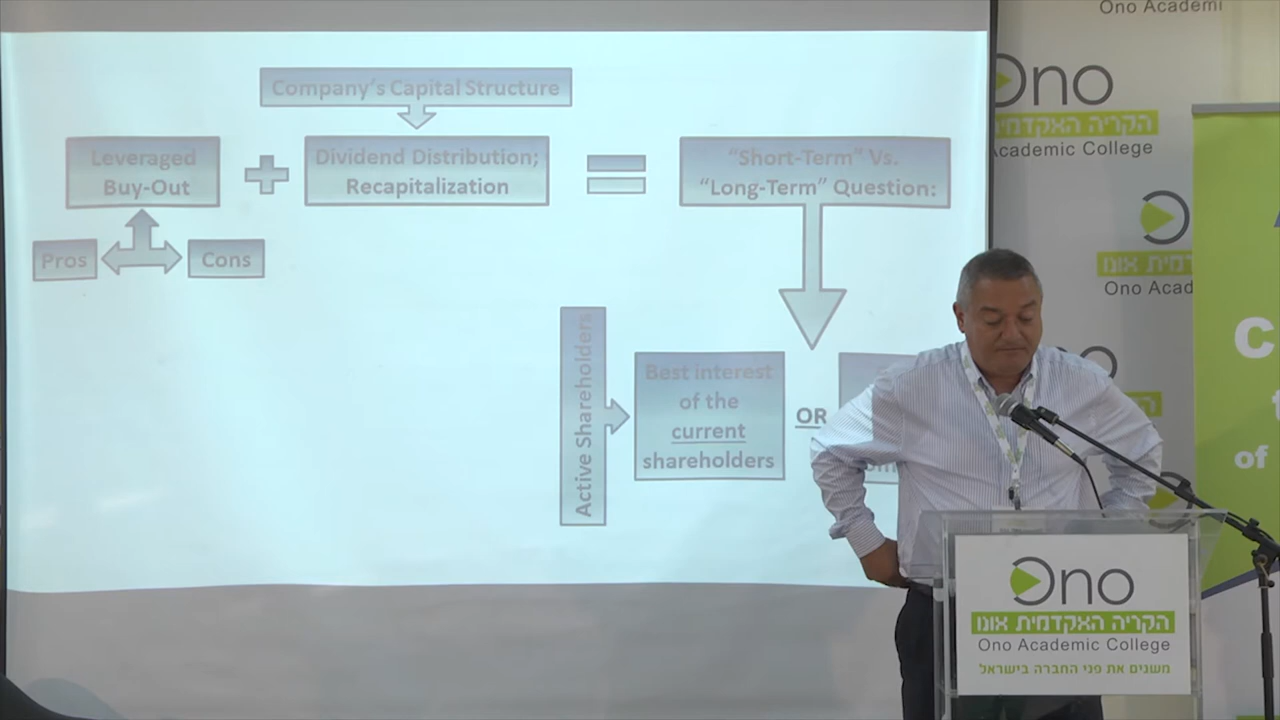 Company's Capital Structure
Leveraged
Buy-Out
Dividend Distribution;
Recapitalization
"Short-Term" Vs.
"Long-Term" Question:
Pros
Cons
Active Shareholders
Best interest
of the
current
shareholders
OR
Ono Academi
Ono
הקריה האקדמית
Academic College
Ono Acad
C
of
Ono
הקריה האקדמית אונו
Ono Academic College
משנים את פני החברה בישראל